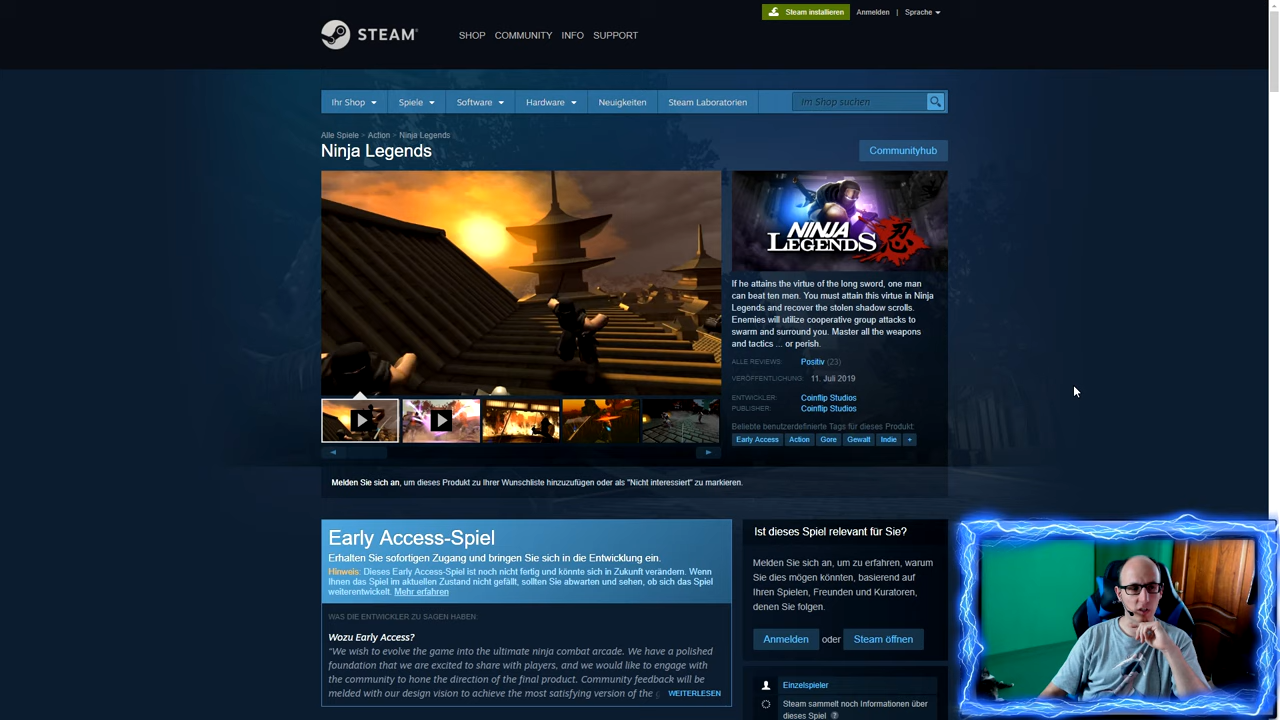 Steam installieren
Anmelden | Sprache
STEAM
SHOP COMMUNITY INFO SUPPORT
Ihr Shop Spiele Software Hardware Neuigkeiten Steam Laboratorien Im Shop suchen
Alle Spiele > Action > Ninja Legends
Ninja Legends
Communityhub
NINJA
LEGENDS 忍
If he attains the virtue of the long sword, one man
can beat ten men. You must attain this virtue in Ninja
Legends and recover the stolen shadow scrolls.
Enemies will utilize cooperative group attacks to
swarm and surround you. Master all the weapons
and tactics ... or perish.
ALLE REVIEWS: Positiv (23)
VERÖFFENTLICHUNG: 11. Juli 2019
ENTWICKLER: Coinflip Studios
PUBLISHER: Coinflip Studios
Beliebte benutzerdefinierte Tags für dieses Produkt:
Early Access Action Gore Gewalt Indie +
Melden Sie sich an, um dieses Produkt zu Ihrer Wunschliste hinzuzufügen oder als "Nicht interessiert" zu markieren.
Early Access-Spiel
Erhalten Sie sofortigen Zugang und bringen Sie sich in die Entwicklung ein.
Hinweis: Dieses Early Access-Spiel ist noch nicht fertig und könnte sich in Zukunft verändern. Wenn
Ihnen das Spiel im aktuellen Zustand nicht gefällt, sollten Sie abwarten und sehen, ob sich das Spiel
weiterentwickelt. Mehr erfahren
WAS DIE ENTWICKLER ZU SAGEN HABEN:
Wozu Early Access?
"We wish to evolve the game into the ultimate ninja combat arcade. We have a polished
foundation that we are excited to share with players, and we would like to engage with
the community to hone the direction of the final product. Community feedback will be
melded with our design vision to achieve the most satisfying version of the g WEITERLESEN
Ist dieses Spiel relevant für Sie?
Melden Sie sich an, um zu erfahren, warum
Sie dies mögen könnten, basierend auf
Ihren Spielen, Freunden und Kuratoren,
denen Sie folgen.
Anmelden oder Steam öffnen
Einzelspieler
Steam sammelt noch Informationen über
dieses Spiel ?